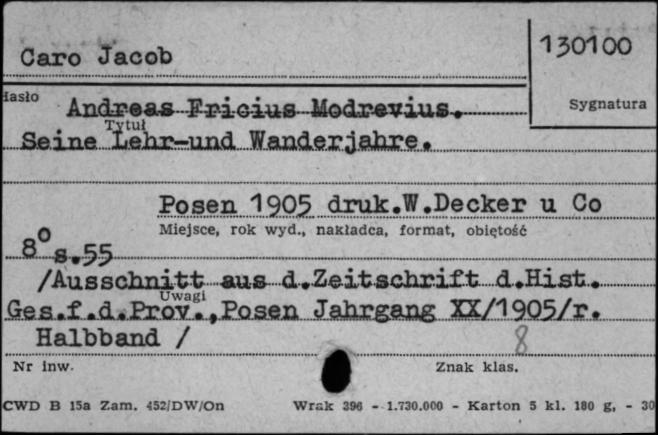 Caro Jacob
130100
Hasło
Sygnatura
Andreas Fricius Modrevius.
Tytuł
Seine Lehr-und Wanderjahre.
Posen 1905 druk.W.Decker u Co
Miejsce, rok wyd., nakładca, format, objętość
8° s.55
/Ausschnitt aus d.Zeitschrift d.Hist.
Uwagi
Ges.f.d.Prov.,Posen Jahrgang XX/1905/r.
Halbband /
8
Nr inw.
Znak klas.
CWD B 15a Zam. 452/DW/On
Wrak 396 - 1.730.000 - Karton 5 kl. 180 g, - 30